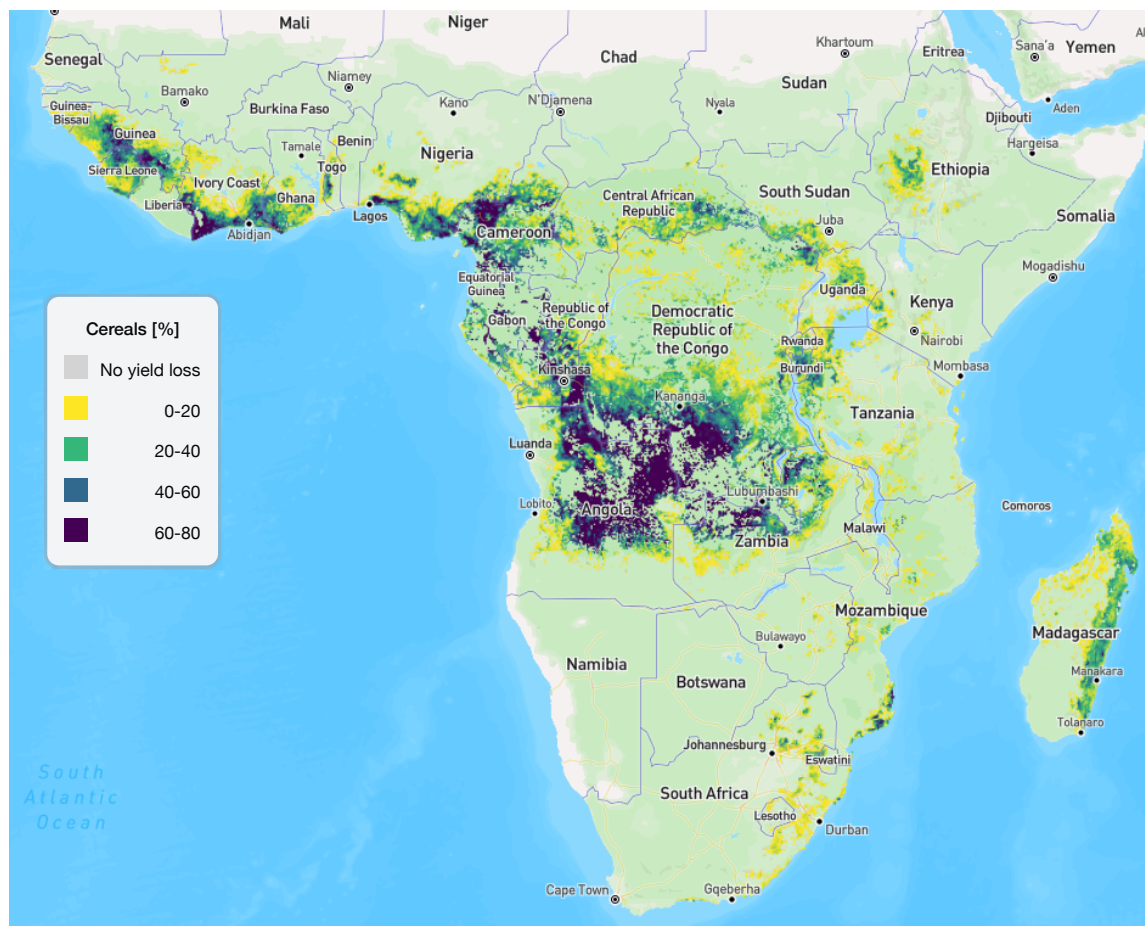 Mali
Niger
Chad
Khartoum
Eritrea
Sana'a
Yemen
Senegal
Bamako
Niamey
Sudan
Kano
N'Djamena
Nyala
Aden
Guinea-
Bissau
Burkina Faso
Djibouti
Guinea
Benin
Tamale
Hargeisa
Nigeria
Togo
Ethiopia
Sierra Leone
Ivory Coast
Ghana
Central African
Republic
South Sudan
Liberia
Lagos
Juba
Somalia
Abidjan
Cameroon
Mogadishu
Equatorial
Guinea
Uganda
Kenya
Gabon
Republic of
the Congo
Democratic
Republic of
the Congo
Rwanda
Nairobi
Kinshasa
Burundi
Mombasa
Kananga
Tanzania
Luanda
Lubumbashi
Lobito
Angola
Comoros
Malawi
Zambia
Mozambique
Bulawayo
Madagascar
Namibia
Botswana
Manakara
Tolanaro
Johannesburg
Eswatini
South Africa
Lesotho
Durban
Cape Town
Gqeberha
South
Atlantic
Ocean
Cereals [%]
No yield loss
0-20
20-40
40-60
60-80